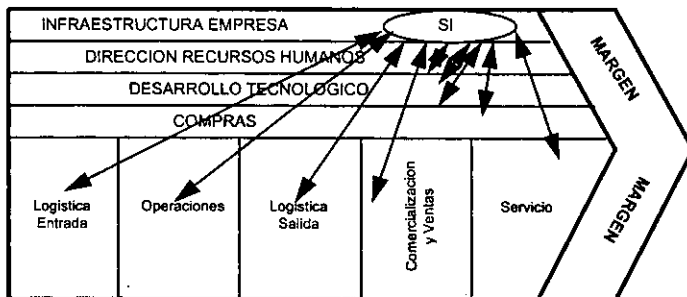 INFRAESTRUCTURA EMPRESA
SI
DIRECCION RECURSOS HUMANOS
DESARROLLO TECNOLOGICO
COMPRAS
MARGEN
MARGEN
Logistica
Entrada
Operaciones
Logistica
Salida
Comercializacion
y Ventas
Servicio